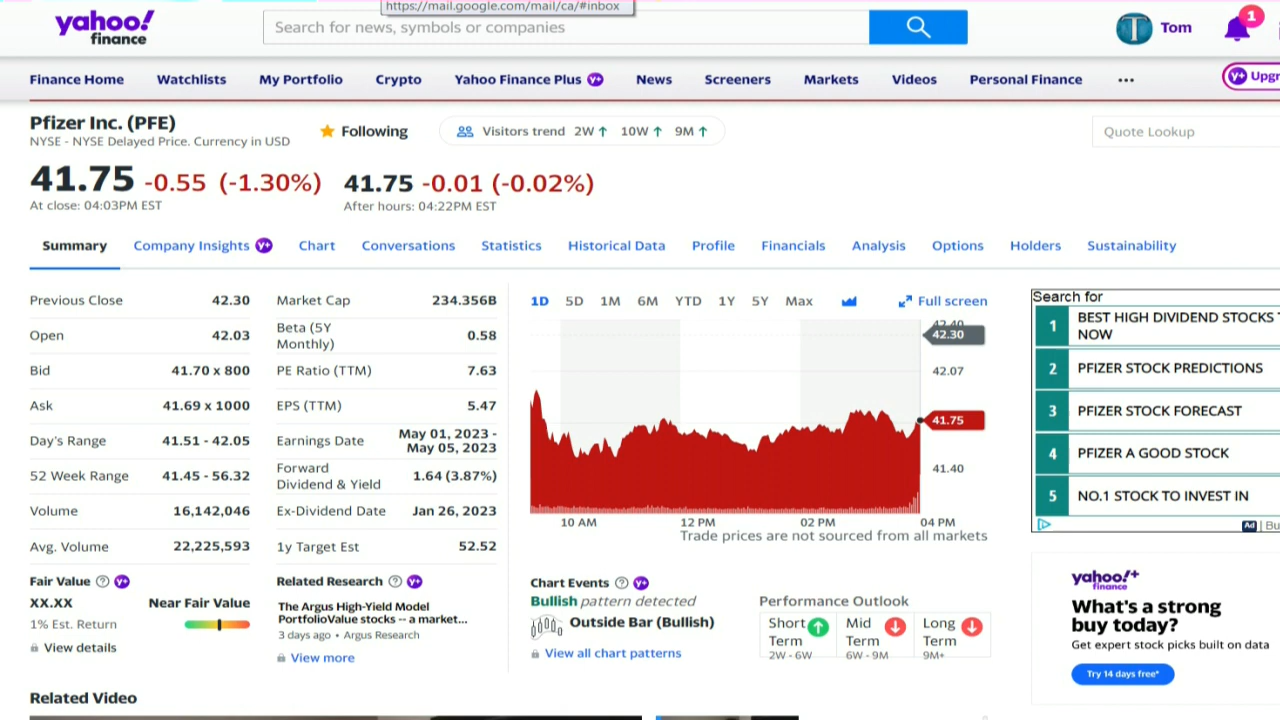 https://mail.google.com/mail/ca/#inbox
yahoo!
finance
Search for news, symbols or companies
T
Tom
1
Finance Home Watchlists My Portfolio Crypto Yahoo Finance Plus Y+ News Screeners Markets Videos Personal Finance ...
Y+
Pfizer Inc. (PFE)
NYSE - NYSE Delayed Price. Currency in USD
Following
Visitors trend 2W ↑ 10W ↑ 9M ↑
Quote Lookup
41.75 -0.55 (-1.30%)
At close: 04:03PM EST
41.75 -0.01 (-0.02%)
After hours: 04:22PM EST
Summary Company Insights Y+ Chart Conversations Statistics Historical Data Profile Financials Analysis Options Holders Sustainability
Previous Close 42.30
Open 42.03
Bid 41.70 x 800
Ask 41.69 x 1000
Day's Range 41.51 - 42.05
52 Week Range 41.45 - 56.32
Volume 16,142,046
Avg. Volume 22,225,593
Market Cap 234.356B
Beta (5Y
Monthly) 0.58
PE Ratio (TTM) 7.63
EPS (TTM) 5.47
Earnings Date May 01, 2023 -
May 05, 2023
Forward
Dividend & Yield 1.64 (3.87%)
Ex-Dividend Date Jan 26, 2023
1y Target Est 52.52
Fair Value ? Y+
XX.XX Near Fair Value
1% Est. Return
View details
Related Research ? Y+
The Argus High-Yield Model
PortfolioValue stocks -- a market...
3 days ago • Argus Research
View more
1D 5D 1M 6M YTD 1Y 5Y Max Full screen
42.40
42.30
42.07
41.75
41.40
10 AM 12 PM 02 PM 04 PM
Trade prices are not sourced from all markets
Chart Events ? Y+
Bullish pattern detected
Outside Bar (Bullish)
View all chart patterns
Performance Outlook
Short
Term
2W - 6W
Mid
Term
6W - 9M
Long
Term
9M+
Search for
1 BEST HIGH DIVIDEND STOCKS
NOW
2 PFIZER STOCK PREDICTIONS
3 PFIZER STOCK FORECAST
4 PFIZER A GOOD STOCK
5 NO.1 STOCK TO INVEST IN
Ad
yahoo!+
finance
What's a strong
buy today?
Get expert stock picks built on data
Try 14 days free*
Related Video